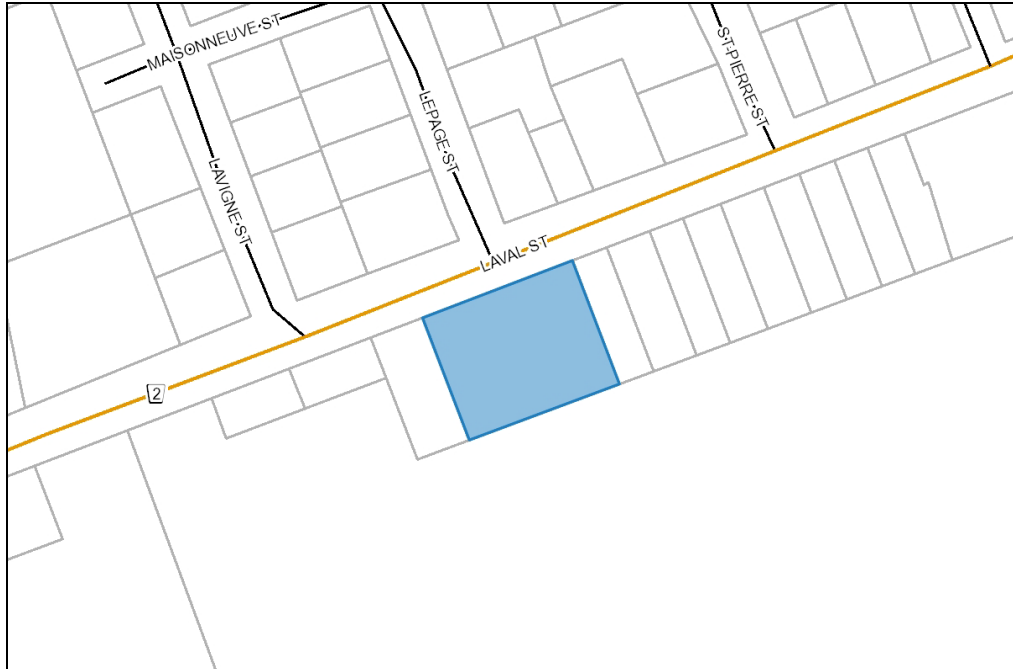 MAISONNEUVE ST
ST-PIERRE ST
LEPAGE ST
LAVIGNE ST
LAVAL ST
2